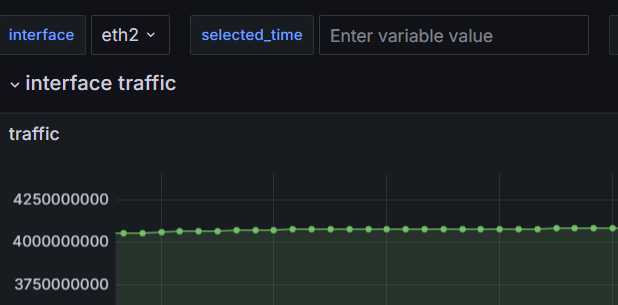 interface eth2 selected_time Enter variable value
interface traffic
traffic
4250000000
4000000000
3750000000